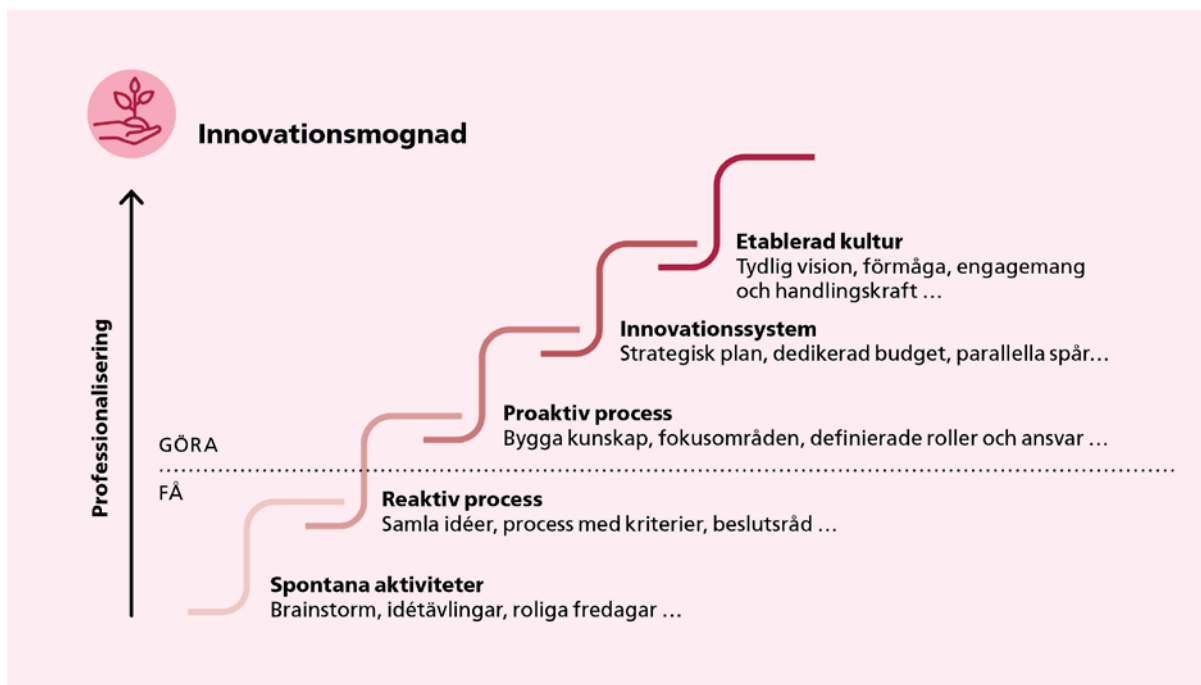 Innovationsmognad
Professionalisering
Etablerad kultur
Tydlig vision, förmåga, engagemang
och handlingskraft …
Innovationssystem
Strategisk plan, dedikerad budget, parallella spår…
Proaktiv process
Bygga kunskap, fokusområden, definierade roller och ansvar …
GÖRA
FÅ
Reaktiv process
Samla idéer, process med kriterier, beslutsråd …
Spontana aktiviteter
Brainstorm, idétävlingar, roliga fredagar …